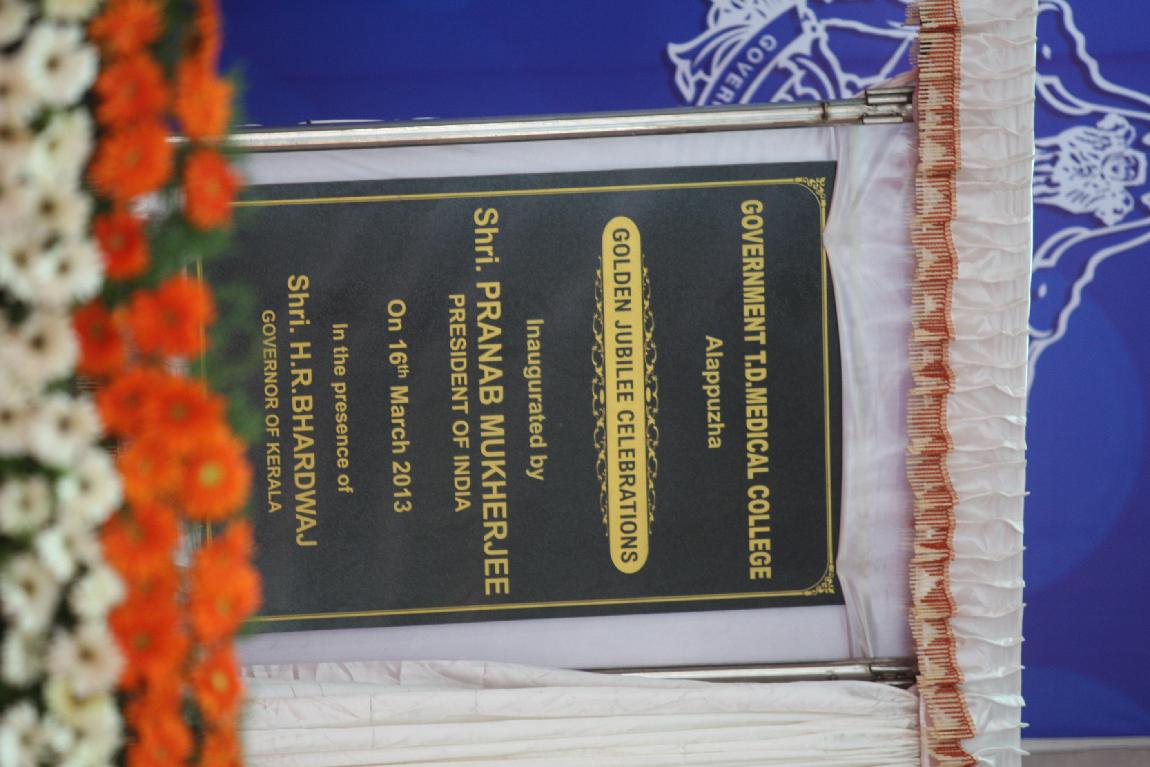 GOVERNMENT T.D.MEDICAL COLLEGE
Alappuzha
GOLDEN JUBILEE CELEBRATIONS
Inaugurated by
Shri. PRANAB MUKHERJEE
PRESIDENT OF INDIA
On 16th March 2013
In the presence of
Shri. H.R.BHARDWAJ
GOVERNOR OF KERALA